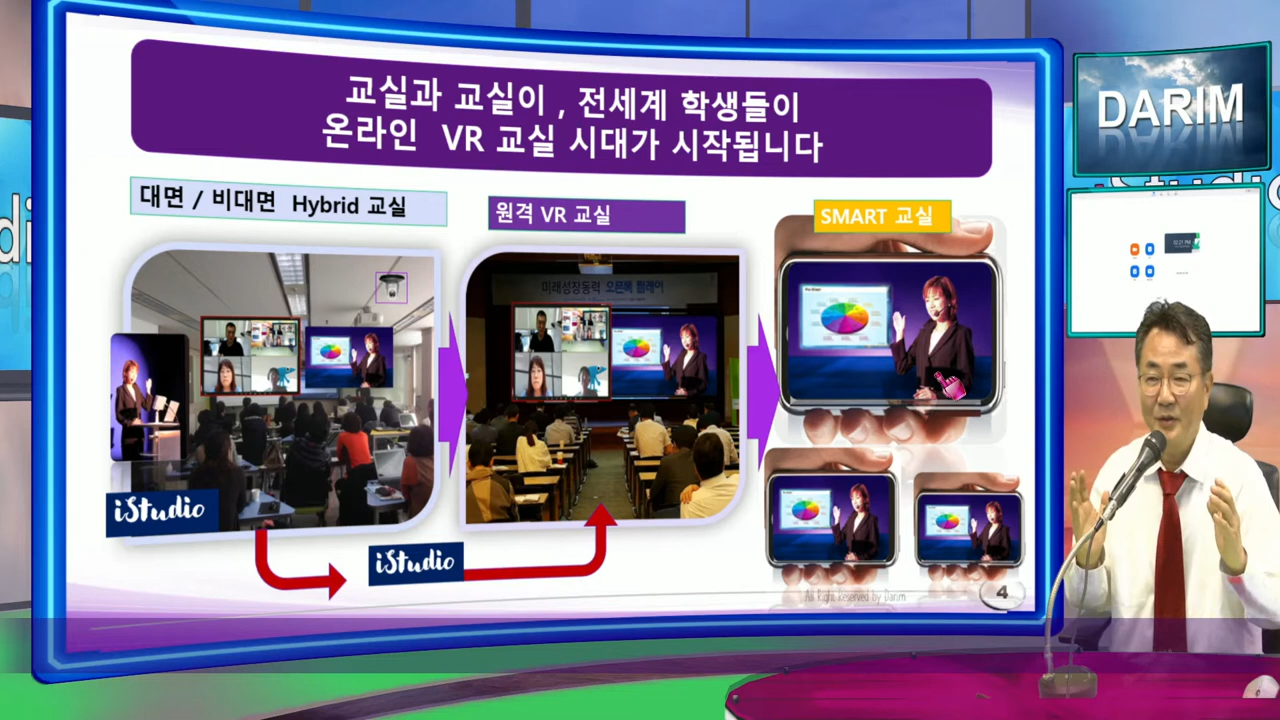 교실과 교실이 , 전세계 학생들이
온라인 VR 교실 시대가 시작됩니다
대면 / 비대면 Hybrid 교실
원격 VR 교실
SMART 교실
미래성장동력 오픈톡 릴레이
iStudio
iStudio
All Right Reserved by Darim
4
DARIM